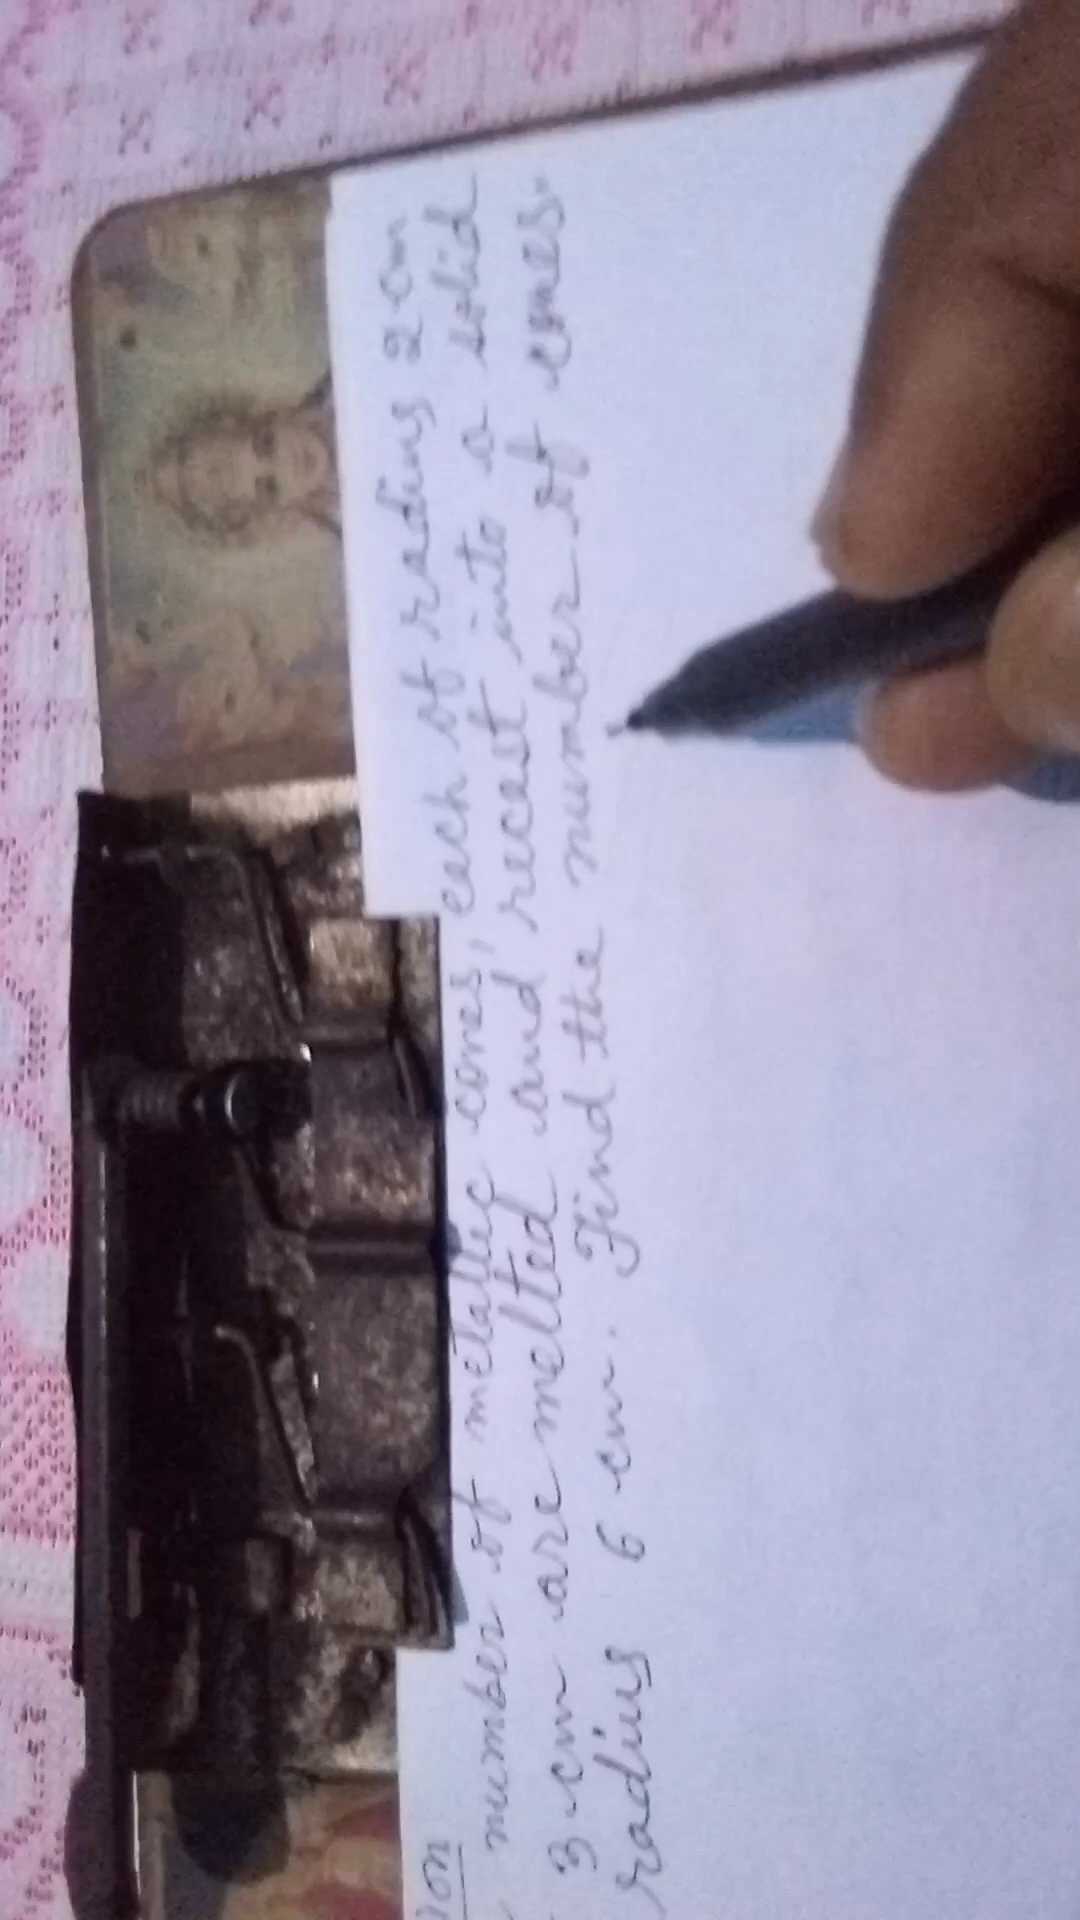 ion
number of metallic cones, each of radius 2 cm
3 cm are melted and recast into a solid
radius 6 cm. Find the number of cones.